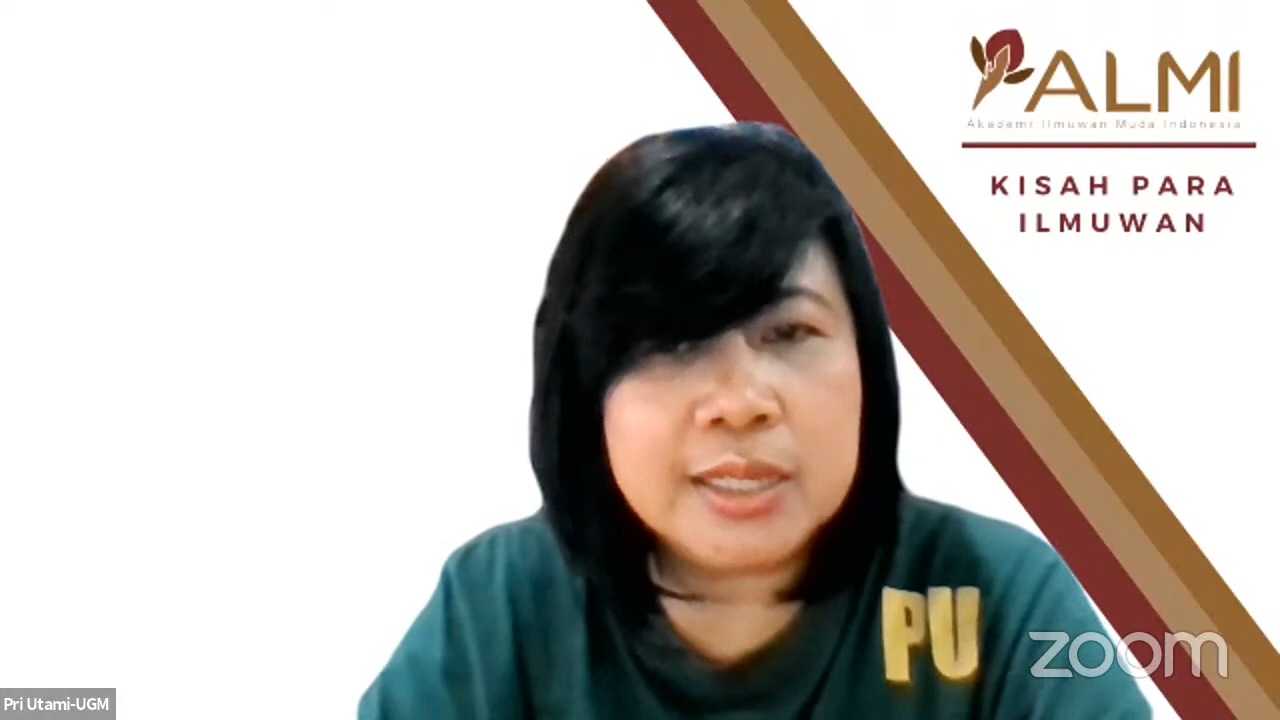 ALMI
Akademi Ilmuwan Muda Indonesia
KISAH PARA
ILMUWAN
PU
zoom
Pri Utami-UGM